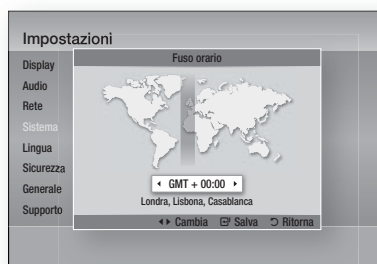 Impostazioni
Display
Audio
Rete
Sistema
Lingua
Sicurezza
Generale
Supporto
Fuso orario
GMT + 00:00
Londra, Lisbona, Casablanca
Cambia Salva Ritorna